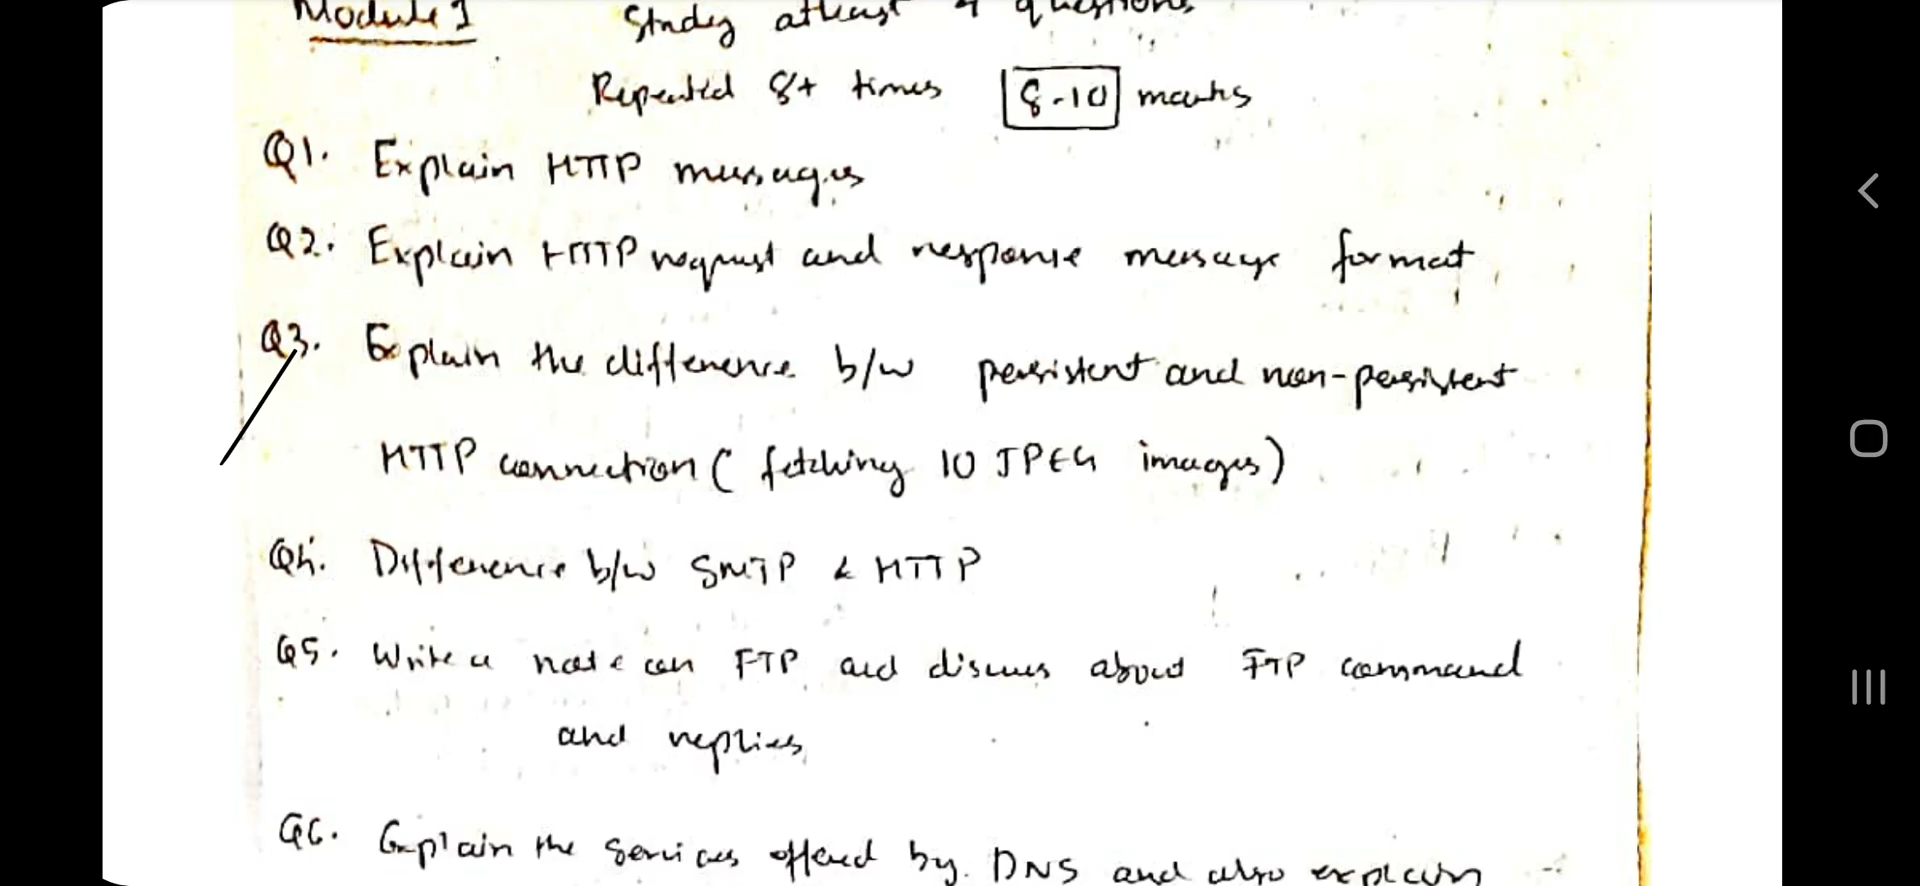 Module 1 Study atleast 4 questions
Repeated 8+ times 8-10 marks
Q1. Explain HTTP messages
Q2. Explain HTTP request and response message format
Q3. Explain the difference b/w persistent and non-persistent
HTTP connection ( fetching 10 JPEG images)
Q4. Difference b/w SMTP & HTTP
Q5. Write a note on FTP and discuss about FTP command
and replies
Q6. Explain the services offered by DNS and also explain